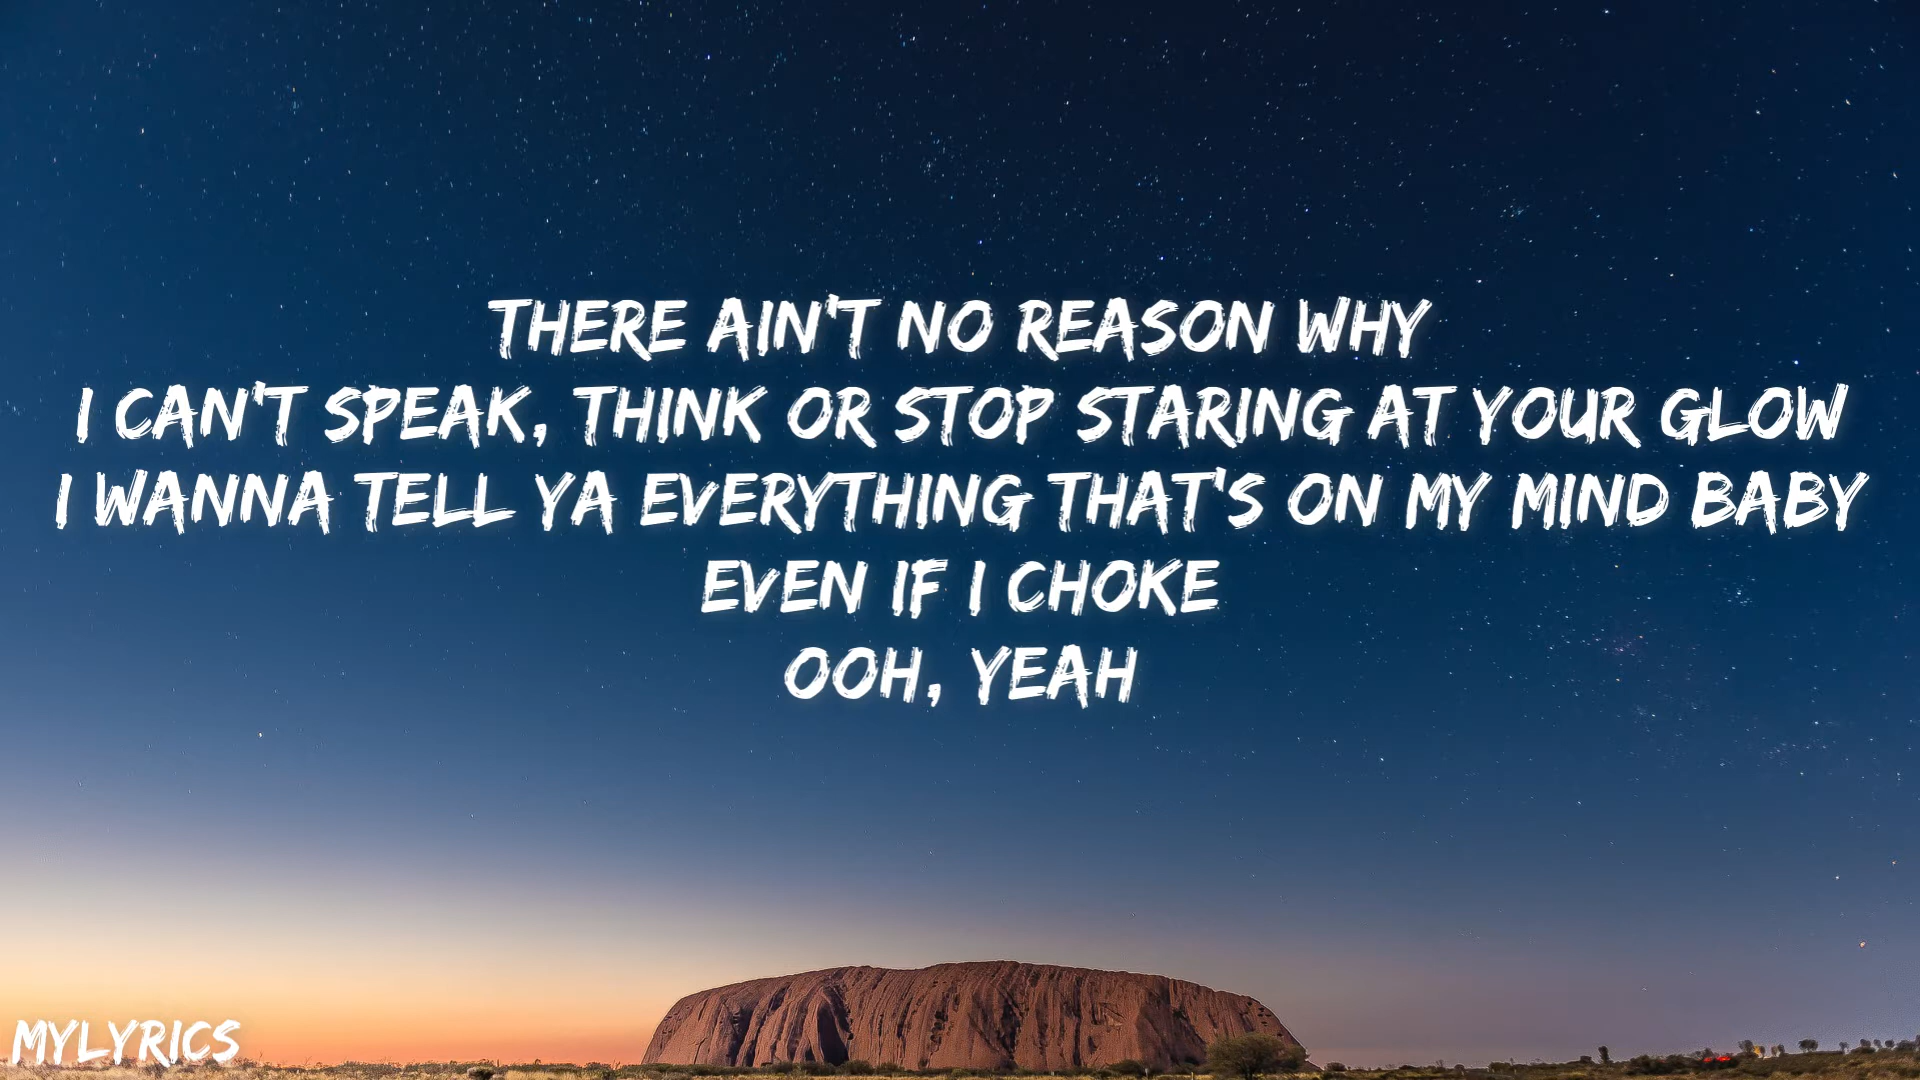 THERE AIN'T NO REASON WHY
I CAN'T SPEAK, THINK OR STOP STARING AT YOUR GLOW
I WANNA TELL YA EVERYTHING THAT'S ON MY MIND BABY
EVEN IF I CHOKE
OOH, YEAH
MYLYRICS